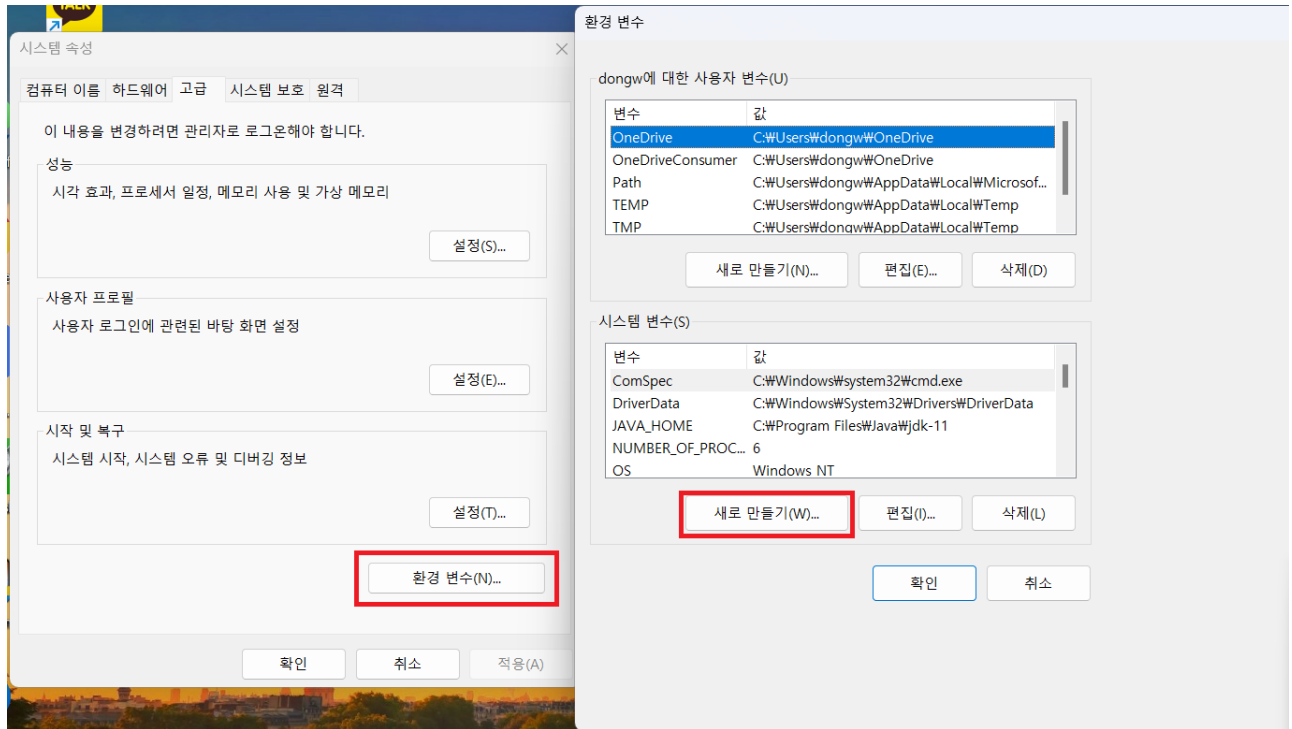 TALK
시스템 속성
컴퓨터 이름 하드웨어 고급 시스템 보호 원격
이 내용을 변경하려면 관리자로 로그온해야 합니다.
성능
시각 효과, 프로세서 일정, 메모리 사용 및 가상 메모리
설정(S)...
사용자 프로필
사용자 로그인에 관련된 바탕 화면 설정
설정(E)...
시작 및 복구
시스템 시작, 시스템 오류 및 디버깅 정보
설정(T)...
환경 변수(N)...
확인 취소 적용(A)
환경 변수
dongw에 대한 사용자 변수(U)
변수 값
OneDrive C:₩Users₩dongw₩OneDrive
OneDriveConsumer C:₩Users₩dongw₩OneDrive
Path C:₩Users₩dongw₩AppData₩Local₩Microsof...
TEMP C:₩Users₩dongw₩AppData₩Local₩Temp
TMP C:₩Users₩dongw₩AppData₩Local₩Temp
새로 만들기(N)... 편집(E)... 삭제(D)
시스템 변수(S)
변수 값
ComSpec C:₩Windows₩system32₩cmd.exe
DriverData C:₩Windows₩System32₩Drivers₩DriverData
JAVA_HOME C:₩Program Files₩Java₩jdk-11
NUMBER_OF_PROC... 6
OS Windows NT
새로 만들기(W)... 편집(I)... 삭제(L)
확인 취소